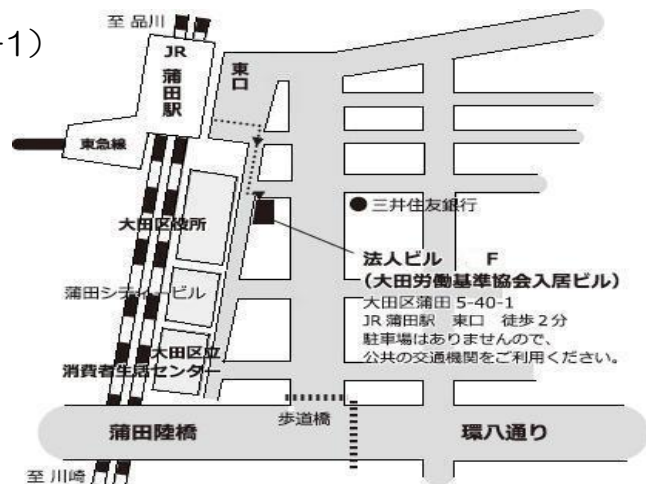 至 品川
-1）
JR
蒲
田
駅
東
口
東急線
三井住友銀行
大田区役所
法人ビル　　F
（大田労働基準協会入居ビル）
大田区蒲田 5-40-1
JR 蒲田駅　東口　徒歩 2 分
駐車場はありませんので、
公共の交通機関をご利用ください。
蒲田シティービル
大田区立
消費者生活センター
歩道橋
蒲田陸橋
環八通り
至 川崎